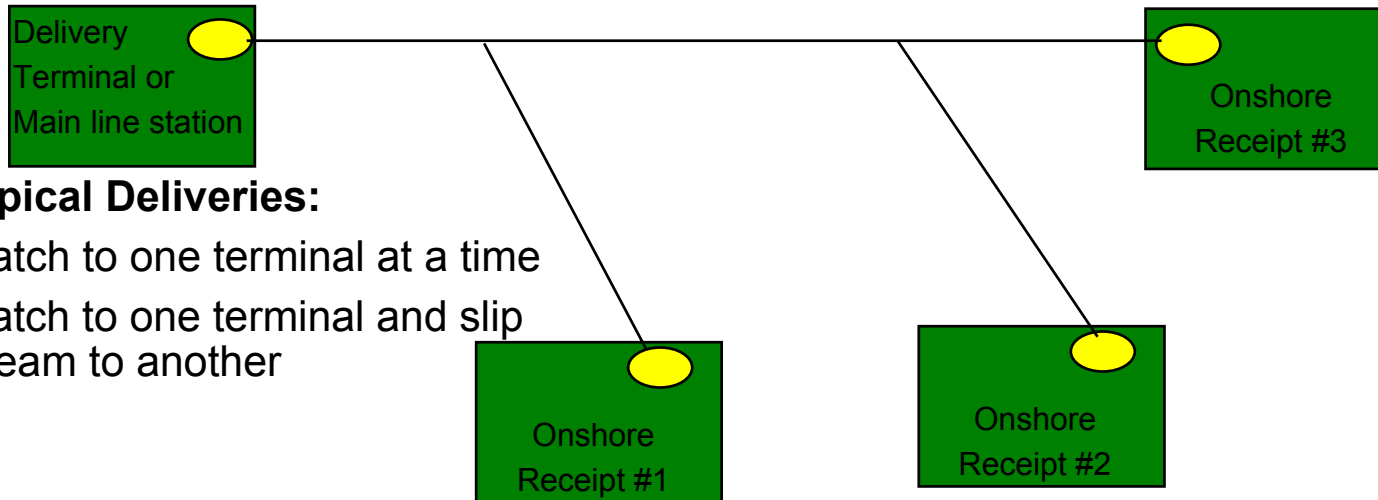 Delivery
Terminal or
Main line station
Onshore
Receipt #3
pical Deliveries:
atch to one terminal at a time
atch to one terminal and slip
eam to another
Onshore
Receipt #1
Onshore
Receipt #2